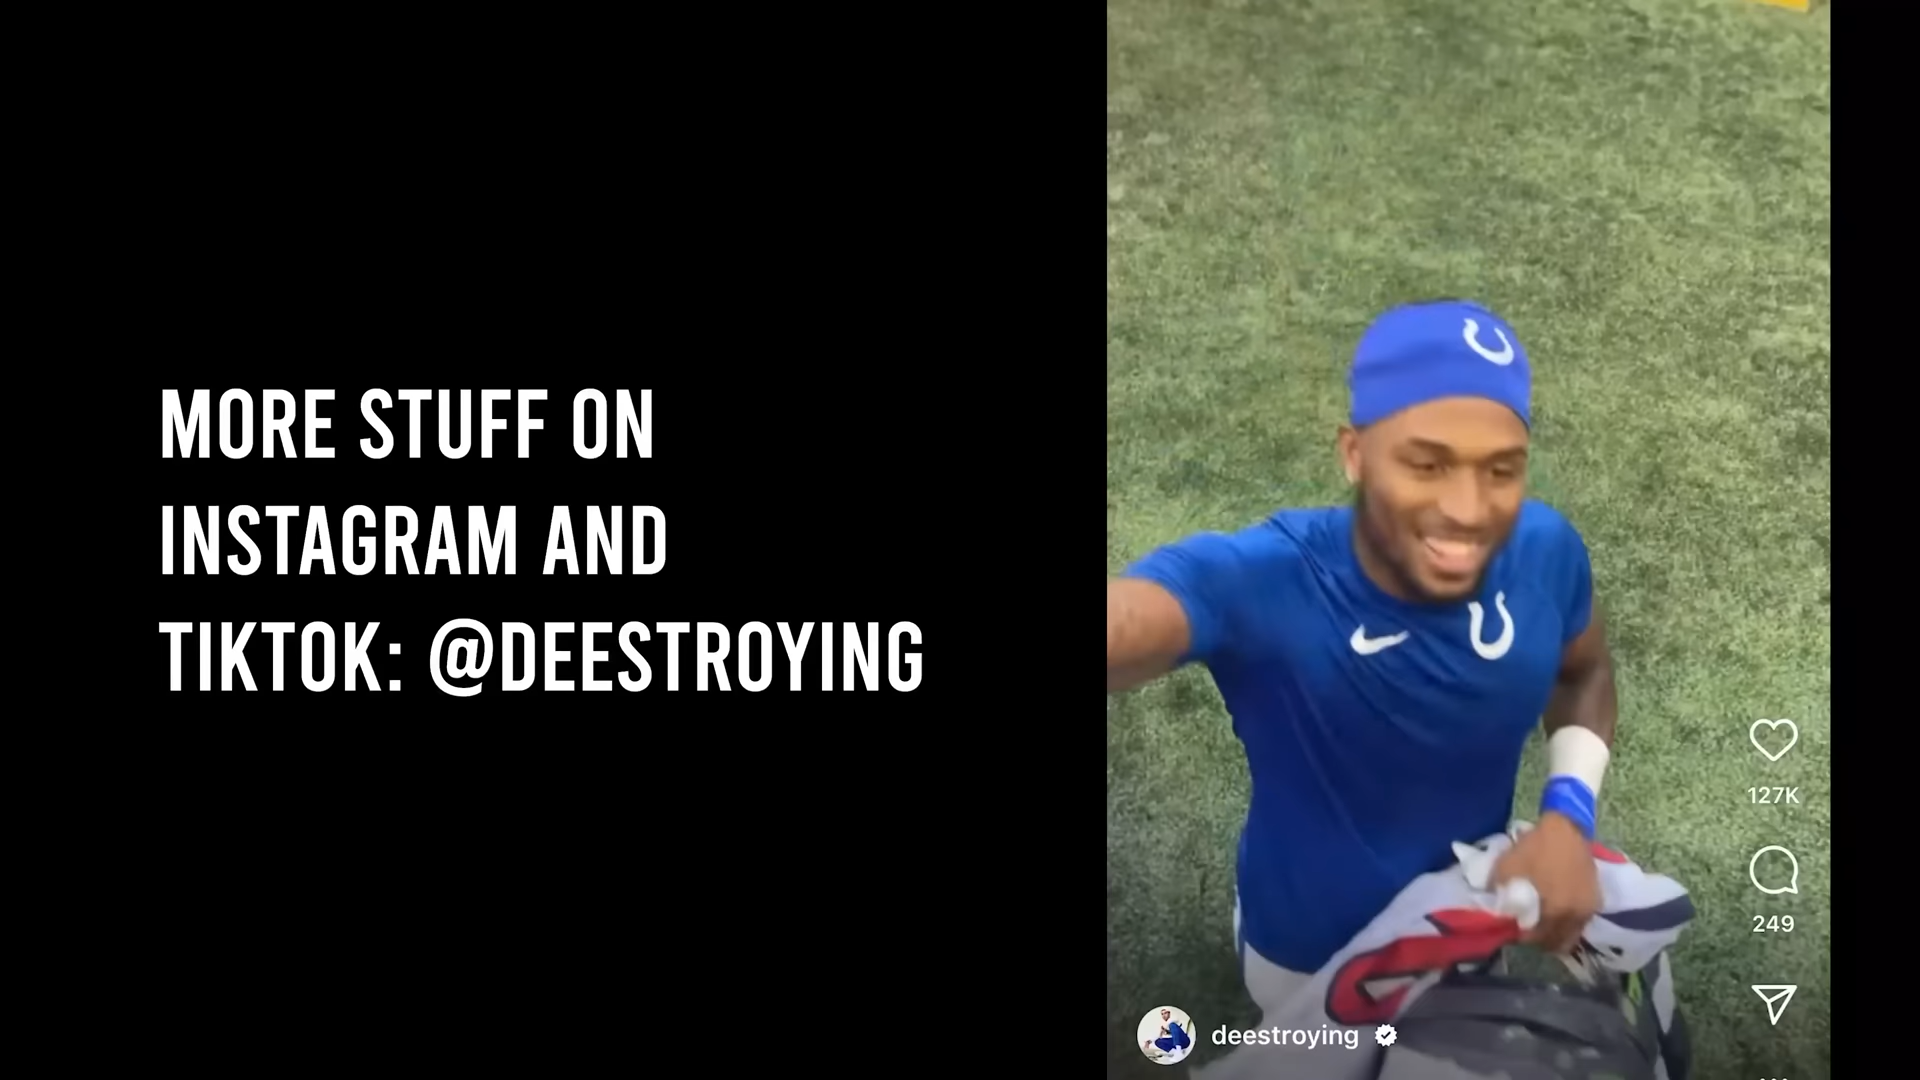 MORE STUFF ON
INSTAGRAM AND
TIKTOK: @DEESTROYING
127K
249
deestroying